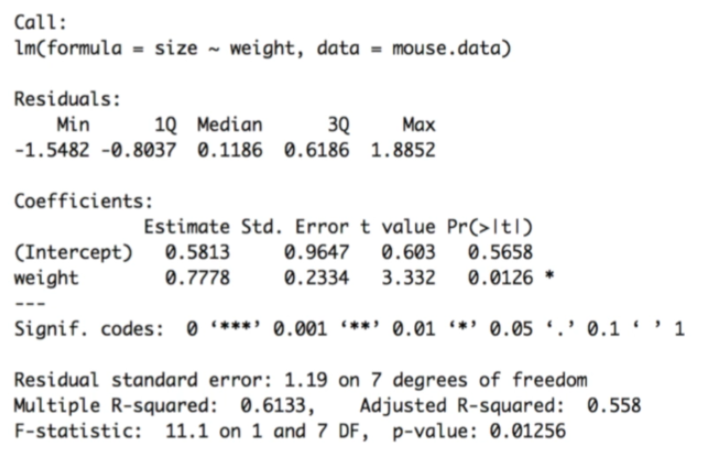 Call:
lm(formula = size ~ weight, data = mouse.data)
Residuals:
    Min      1Q  Median      3Q     Max
-1.5482 -0.8037  0.1186  0.6186  1.8852
Coefficients:
            Estimate Std. Error t value Pr(>|t|)
(Intercept)   0.5813     0.9647   0.603   0.5658
weight        0.7778     0.2334   3.332   0.0126 *
---
Signif. codes:  0 ‘***’ 0.001 ‘**’ 0.01 ‘*’ 0.05 ‘.’ 0.1 ‘ ’ 1
Residual standard error: 1.19 on 7 degrees of freedom
Multiple R-squared:  0.6133,    Adjusted R-squared:  0.558
F-statistic:  11.1 on 1 and 7 DF,  p-value: 0.01256